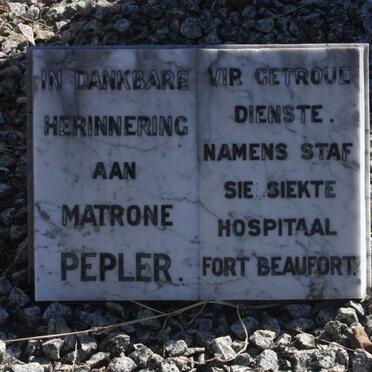 IN DANKBARE
HERINNERING
AAN
MATRONE
PEPLER.
VIR GETROUE
DIENSTE.
NAMENS STAF
SIE SIEKTE
HOSPITAAL
FORT BEAUFORT.